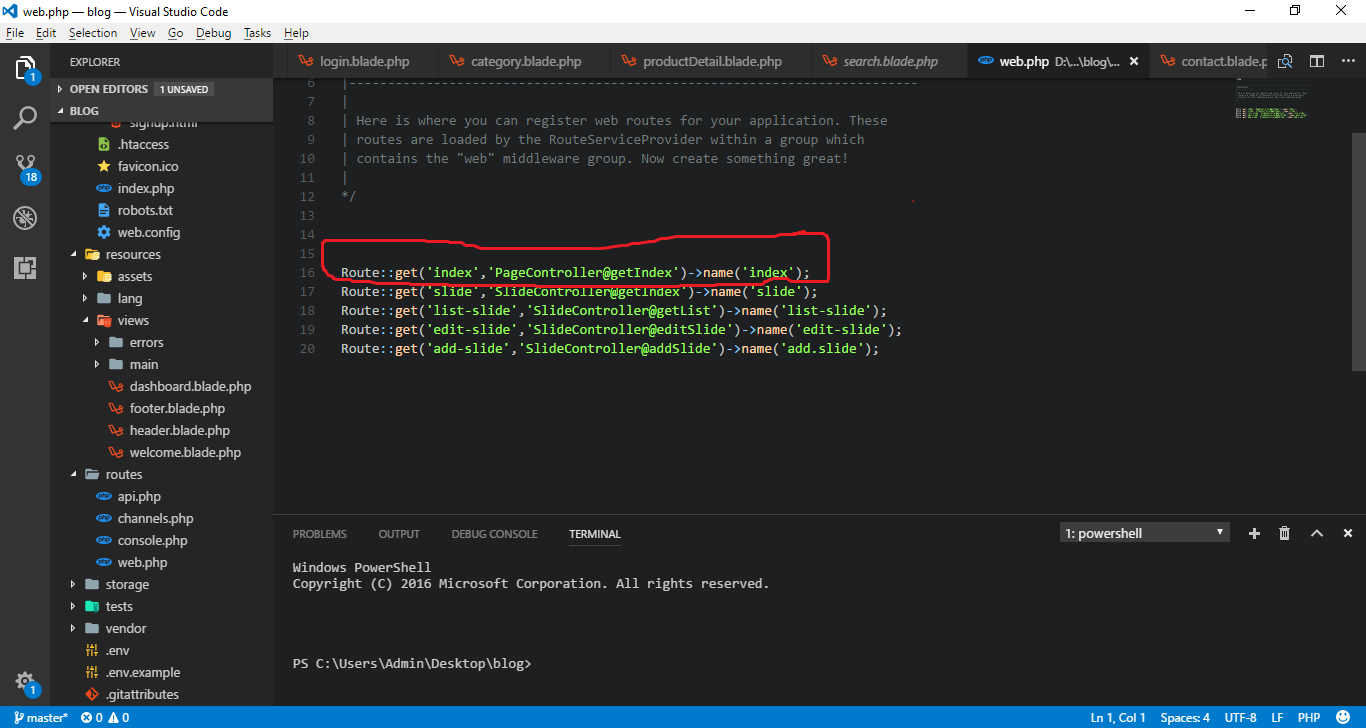 web.php — blog — Visual Studio Code
File Edit Selection View Go Debug Tasks Help
EXPLORER
login.blade.php category.blade.php productDetail.blade.php search.blade.php web.php D:\...\blog\... contact.blade.p
1
OPEN EDITORS 1 UNSAVED
BLOG
signup.html
.htaccess
favicon.ico
18
index.php
robots.txt
web.config
resources
assets
lang
views
errors
main
dashboard.blade.php
footer.blade.php
header.blade.php
welcome.blade.php
routes
api.php
channels.php
console.php
web.php
storage
tests
vendor
.env
.env.example
.gitattributes
1
6 |--------------------------------------------------------------------------
7 |
8 | Here is where you can register web routes for your application. These
9 | routes are loaded by the RouteServiceProvider within a group which
10 | contains the "web" middleware group. Now create something great!
11 |
12 */
13
14
15
16 Route::get('index','PageController@getIndex')->name('index');
17 Route::get('slide','SlideController@getIndex')->name('slide');
18 Route::get('list-slide','SlideController@getList')->name('list-slide');
19 Route::get('edit-slide','SlideController@editSlide')->name('edit-slide');
20 Route::get('add-slide','SlideController@addSlide')->name('add.slide');
PROBLEMS OUTPUT DEBUG CONSOLE TERMINAL 1: powershell
Windows PowerShell
Copyright (C) 2016 Microsoft Corporation. All rights reserved.
PS C:\Users\Admin\Desktop\blog>
master* 0 0 Ln 1, Col 1 Spaces: 4 UTF-8 LF PHP